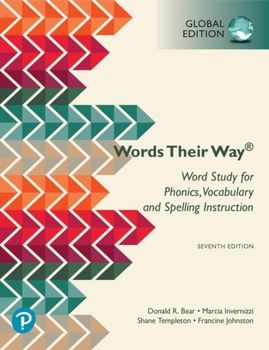 GLOBAL
EDITION
Words Their Way®
Word Study for
Phonics, Vocabulary
and Spelling Instruction
SEVENTH EDITION
Donald R. Bear • Marcia Invernizzi
Shane Templeton • Francine Johnston
P